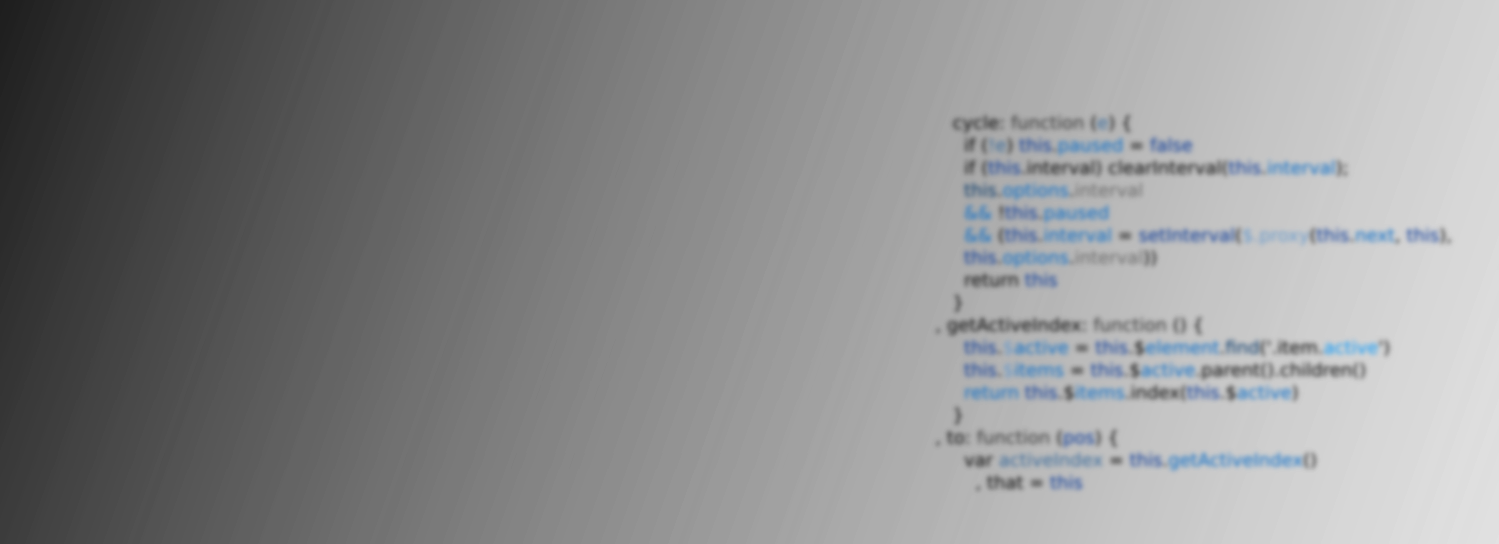 cycle: function (e) {
if (!e) this.paused = false
if (this.interval) clearInterval(this.interval);
this.options.interval
&& !this.paused
&& (this.interval = setInterval($.proxy(this.next, this),
this.options.interval))
return this
}
, getActiveIndex: function () {
this.$active = this.$element.find('.item.active')
this.$items = this.$active.parent().children()
return this.$items.index(this.$active)
}
, to: function (pos) {
var activeIndex = this.getActiveIndex()
, that = this